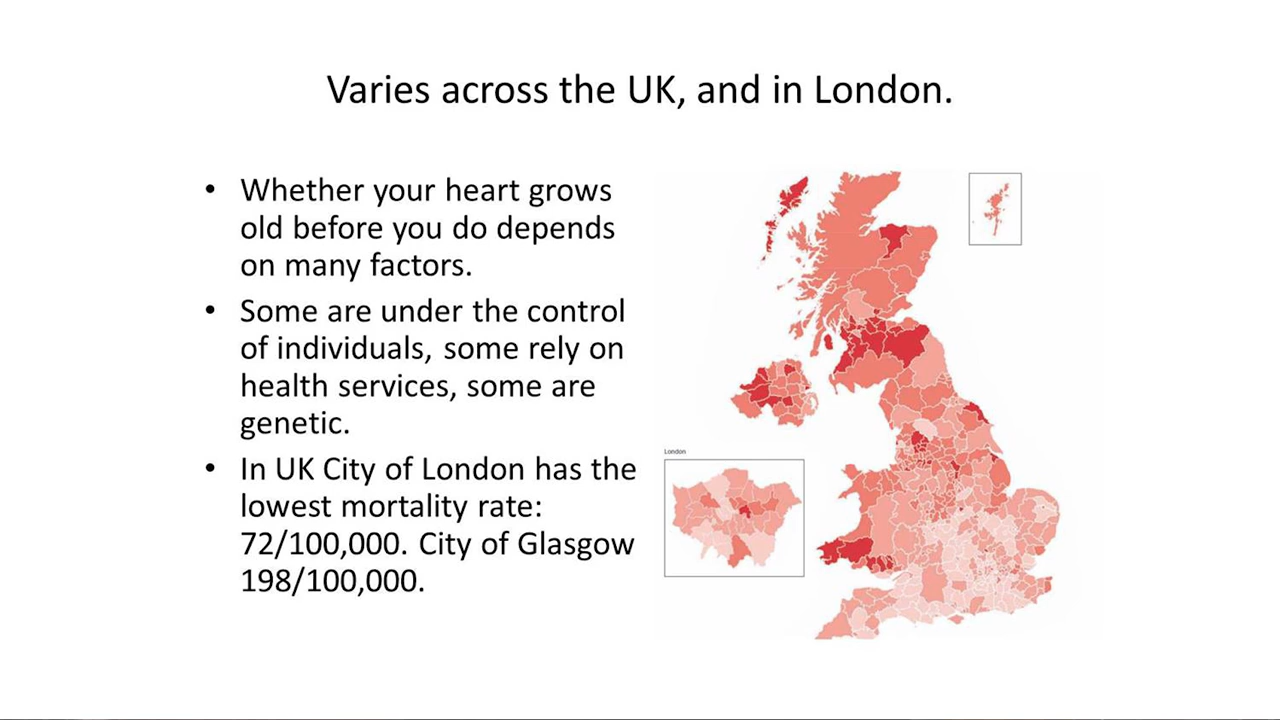 Varies across the UK, and in London.
• Whether your heart grows
old before you do depends
on many factors.
• Some are under the control
of individuals, some rely on
health services, some are
genetic.
• In UK City of London has the
lowest mortality rate:
72/100,000. City of Glasgow
198/100,000.
London